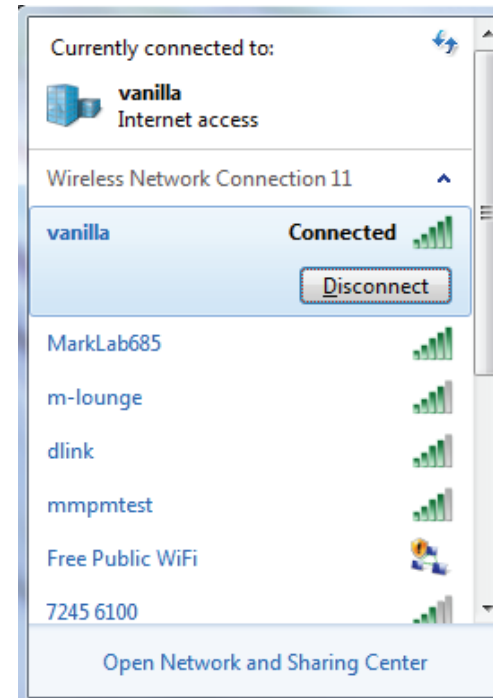 Currently connected to:
vanilla
Internet access
Wireless Network Connection 11
vanilla Connected
Disconnect
MarkLab685
m-lounge
dlink
mmpmtest
Free Public WiFi
7245 6100
Open Network and Sharing Center